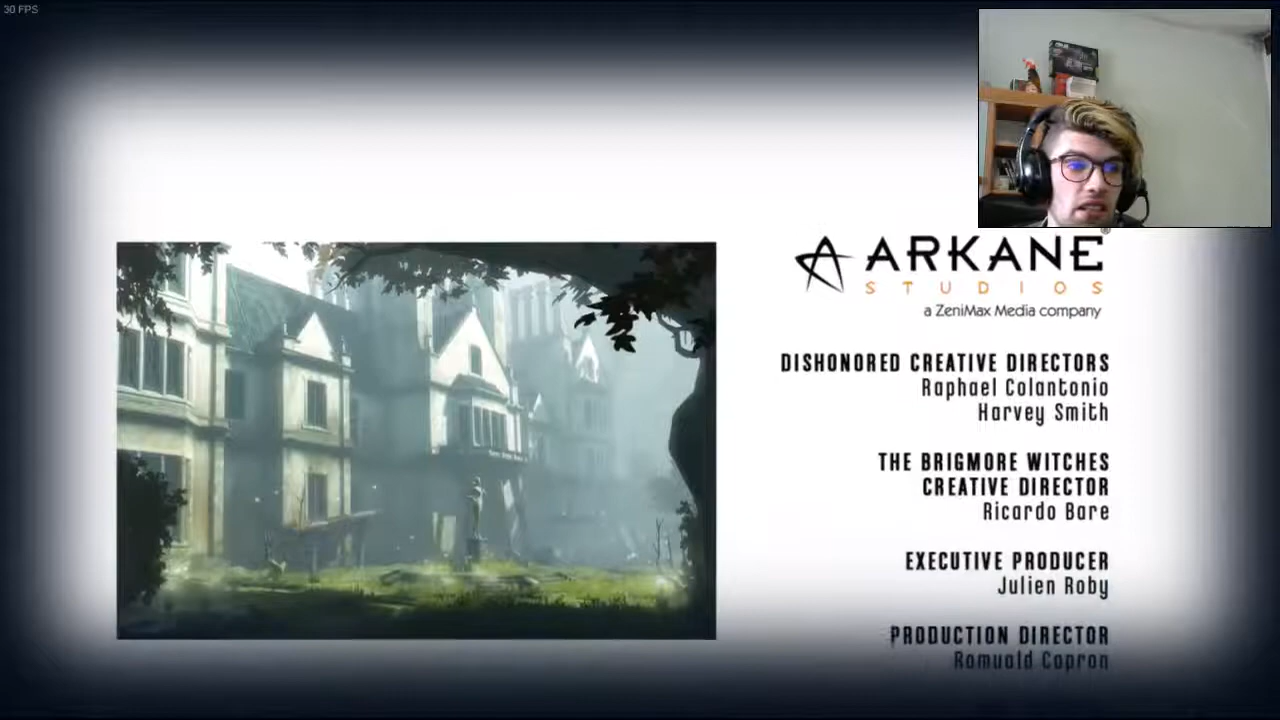 30 FPS
ARKANE®
STUDIOS
a ZeniMax Media company
DISHONORED CREATIVE DIRECTORS
Raphael Colantonio
Harvey Smith
THE BRIGMORE WITCHES
CREATIVE DIRECTOR
Ricardo Bare
EXECUTIVE PRODUCER
Julien Roby
PRODUCTION DIRECTOR
Romuald Capron